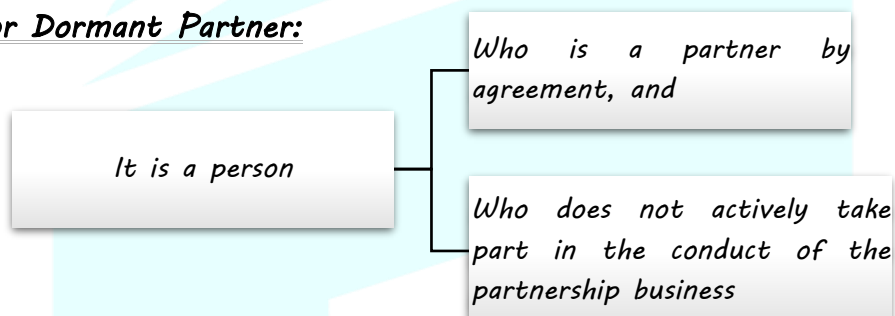 or Dormant Partner:
Who is a partner by
agreement, and
It is a person
Who does not actively take
part in the conduct of the
partnership business